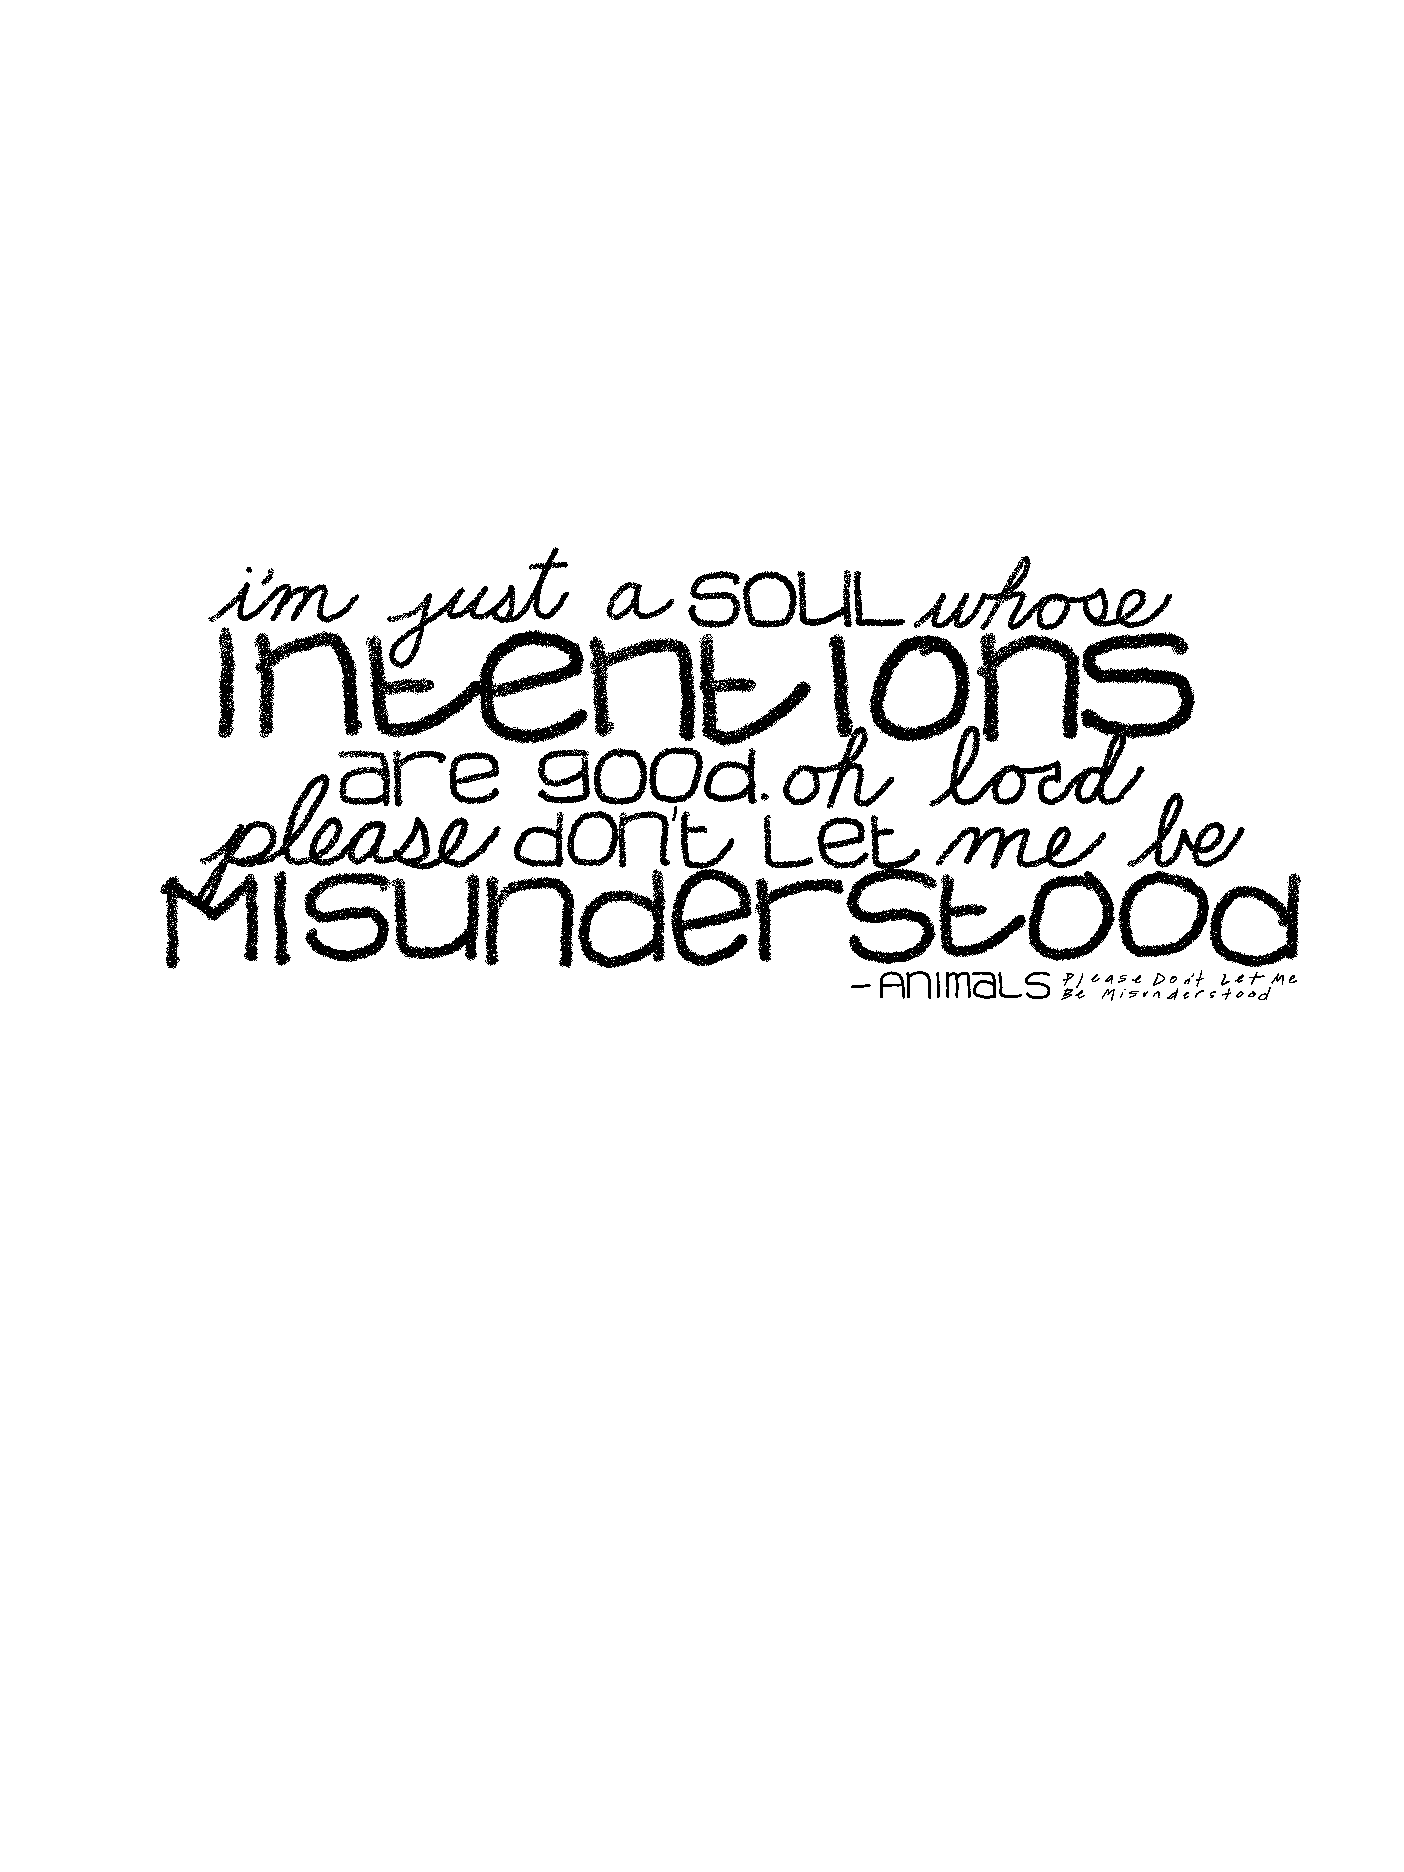 i'm just a SOUL whose
Intentions
are good. oh lord
please don't Let me be
Misunderstood
- ANIMALS Please Don't Let Me
Be Misunderstood